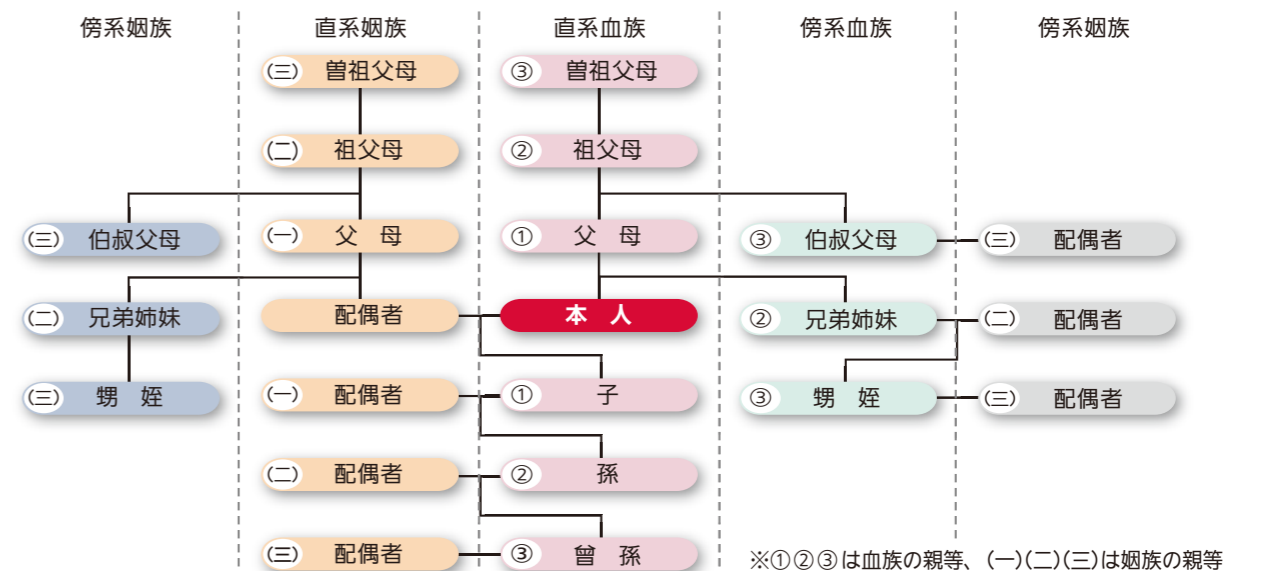 傍系姻族 直系姻族 直系血族 傍系血族 傍系姻族
(三) 曽祖父母 ③ 曽祖父母
(二) 祖父母 ② 祖父母
(三) 伯叔父母 (一) 父 母 ① 父 母 ③ 伯叔父母 (三) 配偶者
(二) 兄弟姉妹 配偶者 本 人 ② 兄弟姉妹 (二) 配偶者
(三) 甥 姪 (一) 配偶者 ① 子 ③ 甥 姪 (三) 配偶者
(二) 配偶者 ② 孫
(三) 配偶者 ③ 曾 孫
※①②③は血族の親等、(一)(二)(三)は姻族の親等